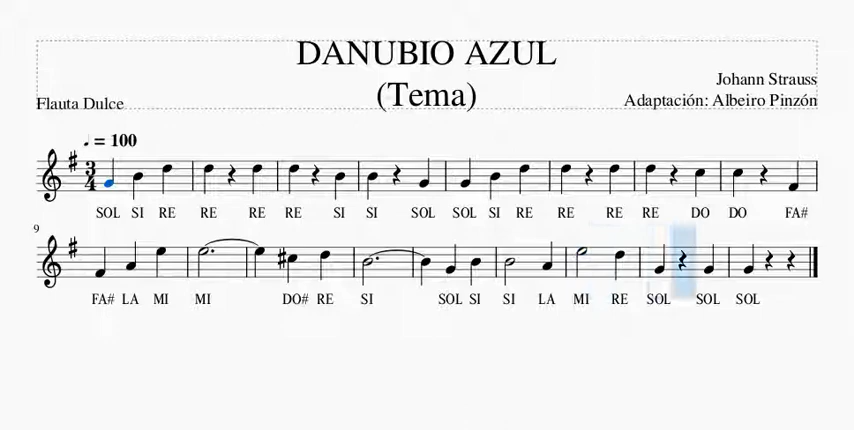 DANUBIO AZUL
(Tema)
Johann Strauss
Flauta Dulce
Adaptación: Albeiro Pinzón
♩. = 100
3
4
SOL SI RE RE RE RE SI SI SOL SOL SI RE RE RE RE DO DO FA#
9
FA# LA MI MI DO# RE SI SOL SI SI LA MI RE SOL SOL SOL